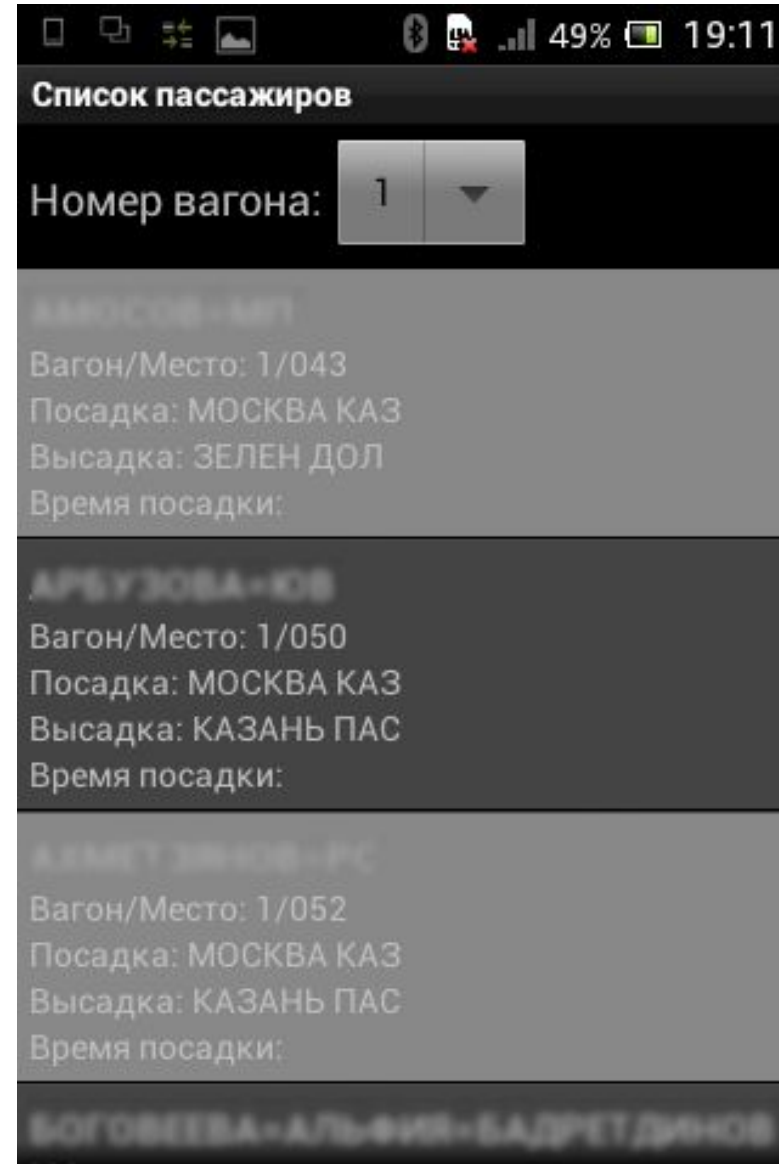 49% 19:11
Список пассажиров
Номер вагона: 1
Вагон/Место: 1/043
Посадка: МОСКВА КАЗ
Высадка: ЗЕЛЕН ДОЛ
Время посадки:
Вагон/Место: 1/050
Посадка: МОСКВА КАЗ
Высадка: КАЗАНЬ ПАС
Время посадки:
Вагон/Место: 1/052
Посадка: МОСКВА КАЗ
Высадка: КАЗАНЬ ПАС
Время посадки: